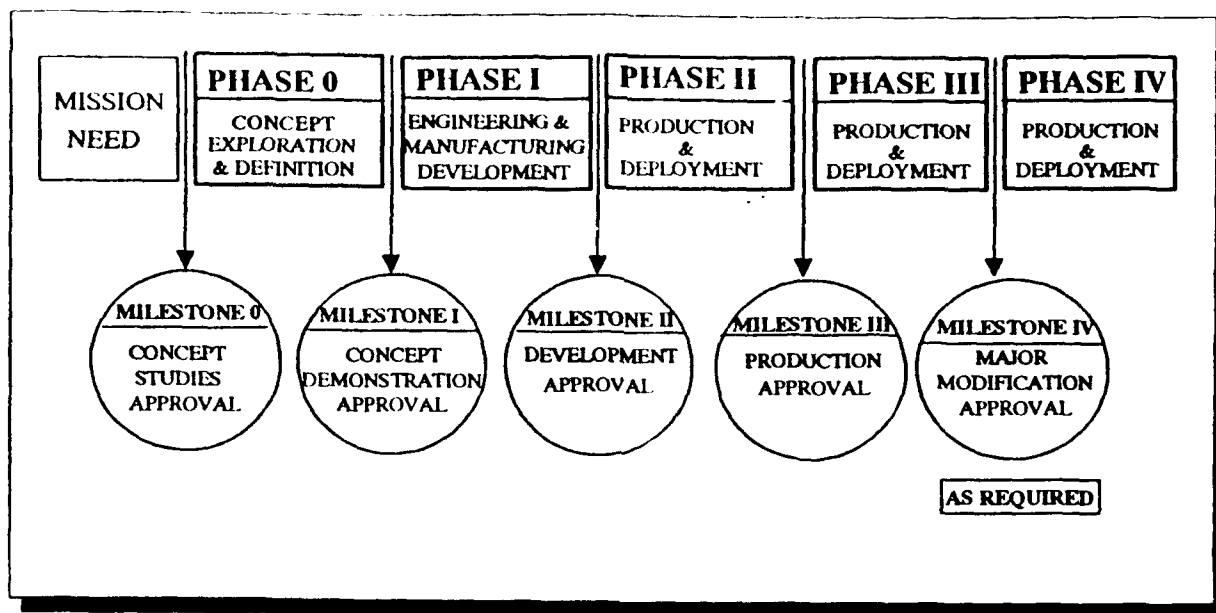 MISSION
NEED
PHASE 0
CONCEPT
EXPLORATION
& DEFINITION
PHASE I
ENGINEERING &
MANUFACTURING
DEVELOPMENT
PHASE II
PRODUCTION
&
DEPLOYMENT
PHASE III
PRODUCTION
&
DEPLOYMENT
PHASE IV
PRODUCTION
&
DEPLOYMENT
MILESTONE 0
CONCEPT
STUDIES
APPROVAL
MILESTONE I
CONCEPT
DEMONSTRATION
APPROVAL
MILESTONE II
DEVELOPMENT
APPROVAL
MILESTONE III
PRODUCTION
APPROVAL
MILESTONE IV
MAJOR
MODIFICATION
APPROVAL
AS REQUIRED